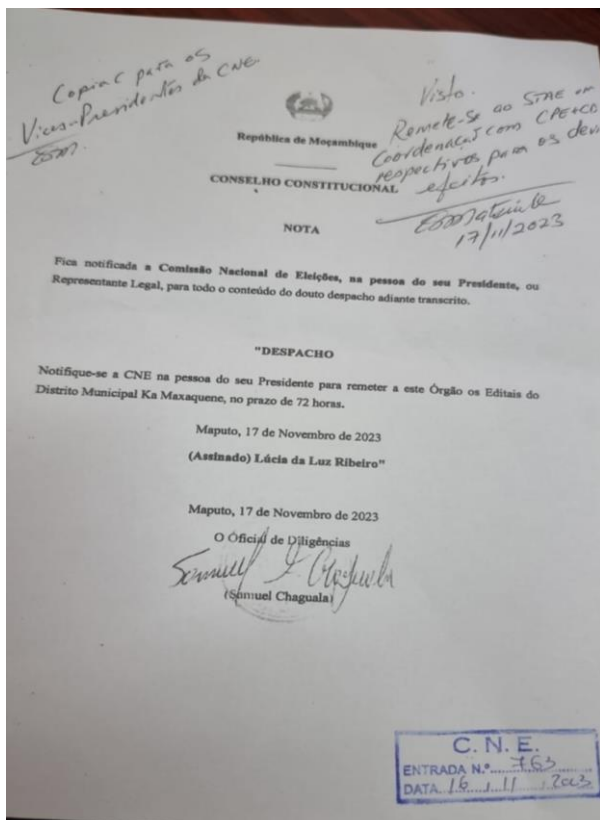 Copiar para os
Vices-Presidentes da CNE.
Visto.
Remete-se ao STAE em
Coordenação com CPE+CD
respectivos para os dev
efeitos.
17/11/2023
República de Moçambique
CONSELHO CONSTITUCIONAL
NOTA
Fica notificada a Comissão Nacional de Eleições, na pessoa do seu Presidente, ou
Representante Legal, para todo o conteúdo do douto despacho adiante transcrito.
"DESPACHO
Notifique-se a CNE na pessoa do seu Presidente para remeter a este Órgão os Editais do
Distrito Municipal Ka Maxaquene, no prazo de 72 horas.
Maputo, 17 de Novembro de 2023
(Assinado) Lúcia da Luz Ribeiro"
Maputo, 17 de Novembro de 2023
O Oficial de Diligências
(Samuel Chaguala)
C. N. E.
ENTRADA N.º 763
DATA 16 / 11 / 2023